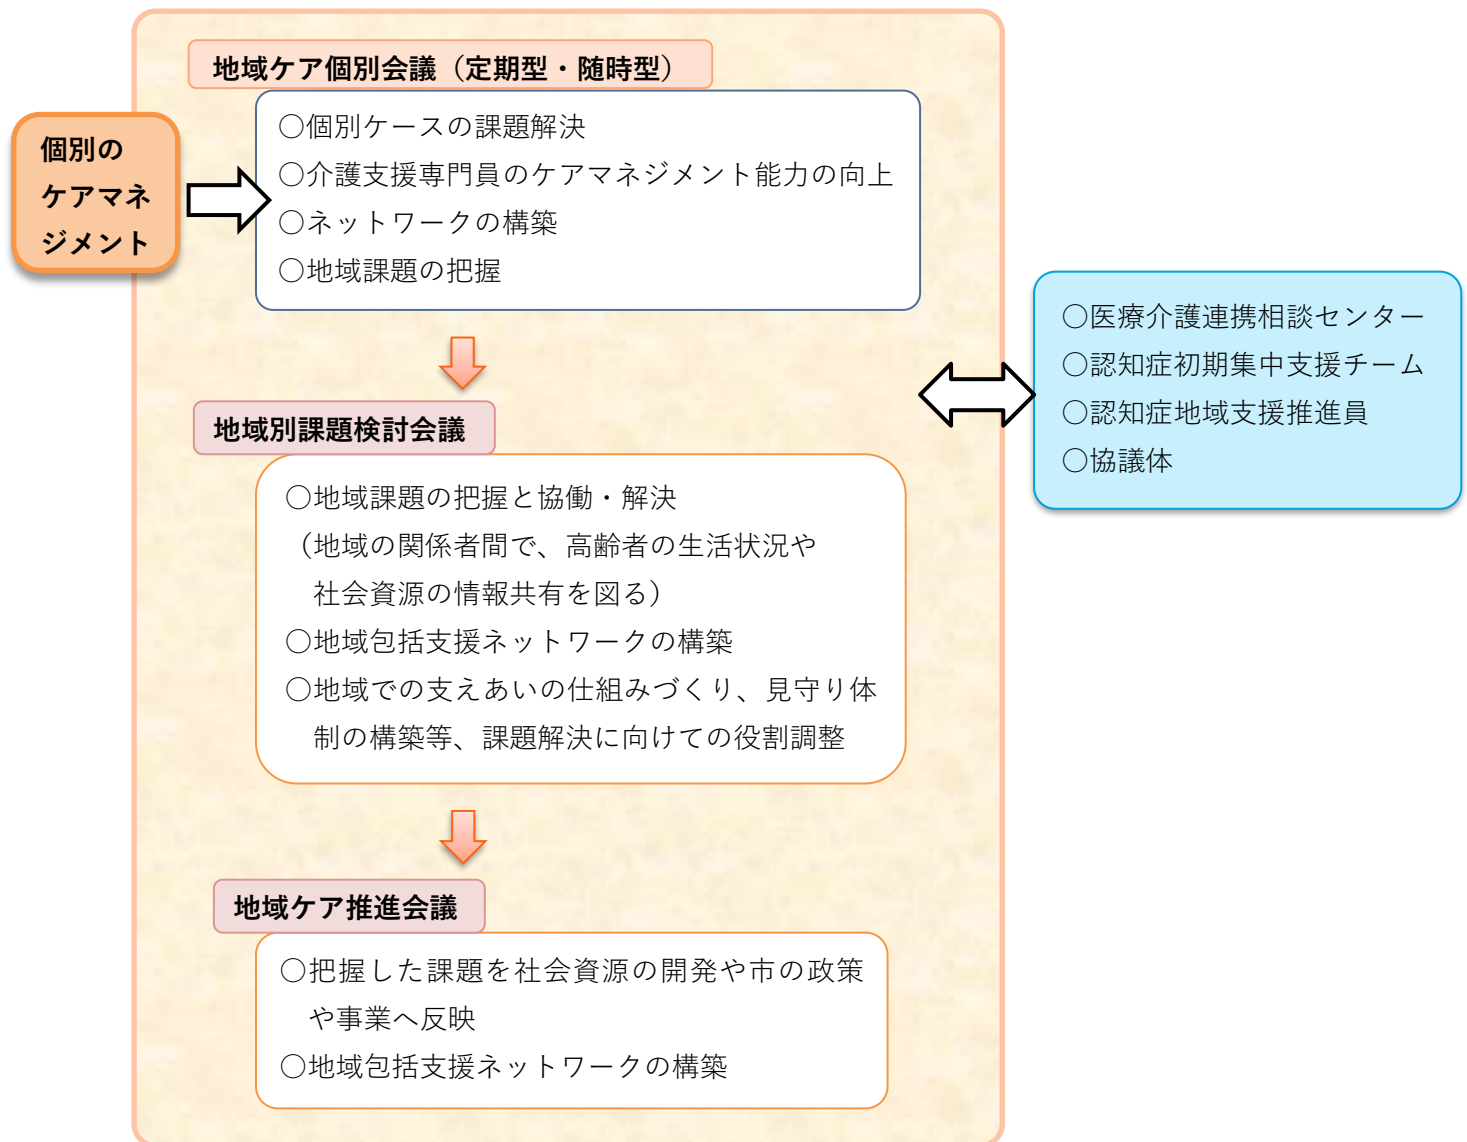 地域ケア個別会議（定期型・随時型）
個別の
ケアマネ
ジメント
○個別ケースの課題解決
○介護支援専門員のケアマネジメント能力の向上
○ネットワークの構築
○地域課題の把握
○医療介護連携相談センター
○認知症初期集中支援チーム
○認知症地域支援推進員
○協議体
地域別課題検討会議
○地域課題の把握と協働・解決
（地域の関係者間で、高齢者の生活状況や
社会資源の情報共有を図る）
○地域包括支援ネットワークの構築
○地域での支えあいの仕組みづくり、見守り体
制の構築等、課題解決に向けての役割調整
地域ケア推進会議
○把握した課題を社会資源の開発や市の政策
や事業へ反映
○地域包括支援ネットワークの構築